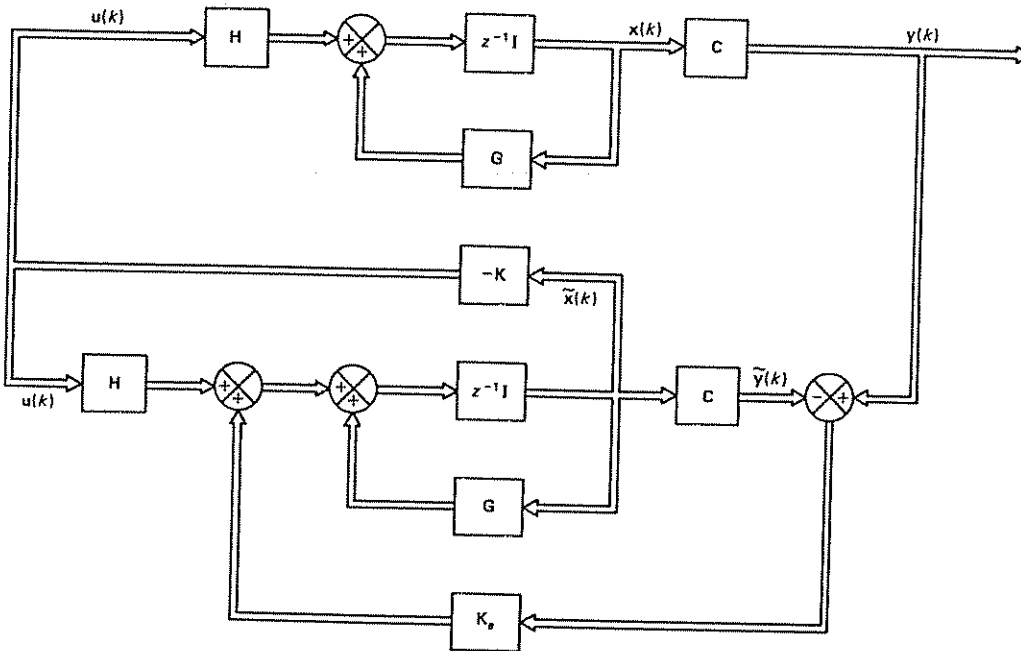 u(k)
H
+
+
z⁻¹I
x(k)
C
y(k)
G
-K
x̃(k)
H
u(k)
+
+
+
+
z⁻¹I
C
ỹ(k)
-
+
G
Kₑ